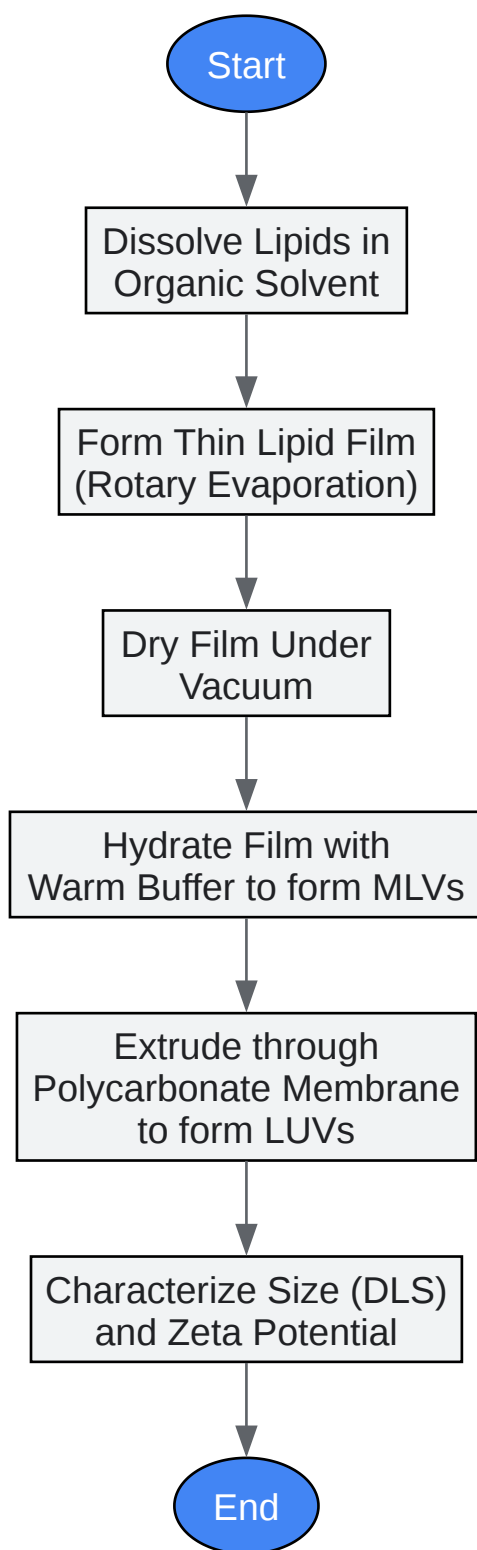 Start
Dissolve Lipids in
Organic Solvent
Form Thin Lipid Film
(Rotary Evaporation)
Dry Film Under
Vacuum
Hydrate Film with
Warm Buffer to form MLVs
Extrude through
Polycarbonate Membrane
to form LUVs
Characterize Size (DLS)
and Zeta Potential
End